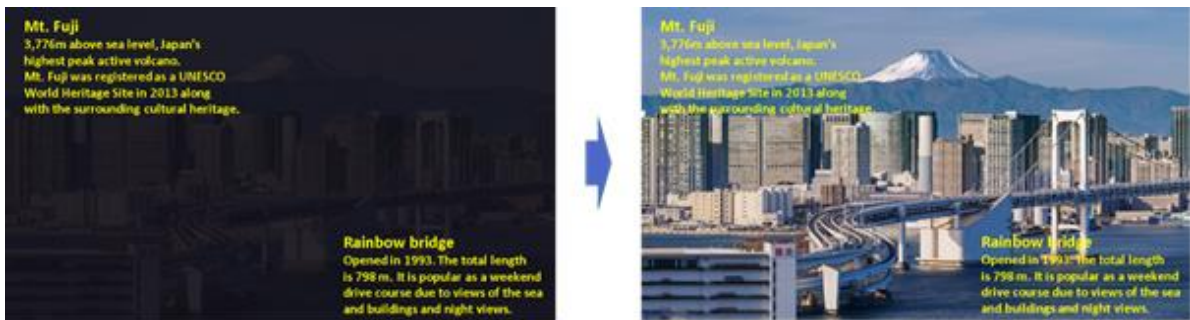 Mt. Fuji
3,776m above sea level, Japan's
highest peak active volcano.
Mt. Fuji was registered as a UNESCO
World Heritage Site in 2013 along
with the surrounding cultural heritage.
Rainbow bridge
Opened in 1993. The total length
is 798 m. It is popular as a weekend
drive course due to views of the sea
and buildings and night views.
Mt. Fuji
3,776m above sea level, Japan's
highest peak active volcano.
Mt. Fuji was registered as a UNESCO
World Heritage Site in 2013 along
with the surrounding cultural heritage.
Rainbow bridge
Opened in 1993. The total length
is 798 m. It is popular as a weekend
drive course due to views of the sea
and buildings and night views.